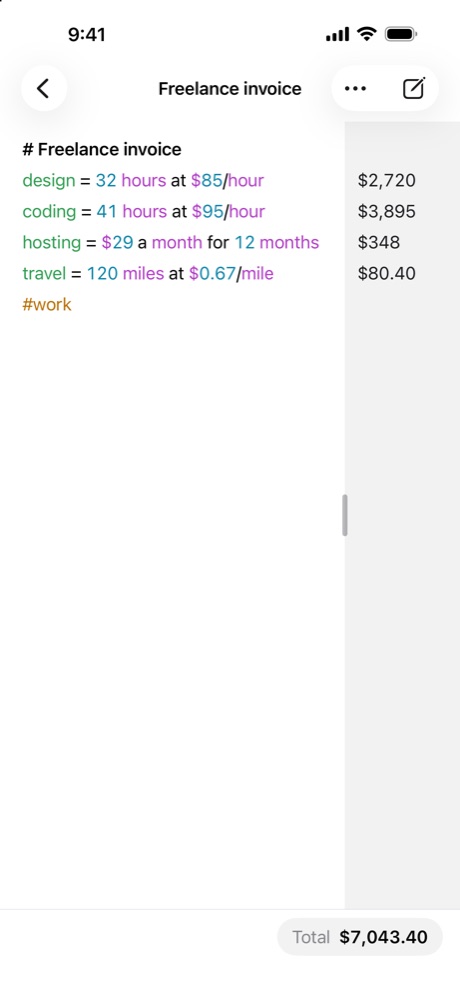 9:41
Freelance invoice
# Freelance invoice
design = 32 hours at $85/hour $2,720
coding = 41 hours at $95/hour $3,895
hosting = $29 a month for 12 months $348
travel = 120 miles at $0.67/mile $80.40
#work
Total $7,043.40